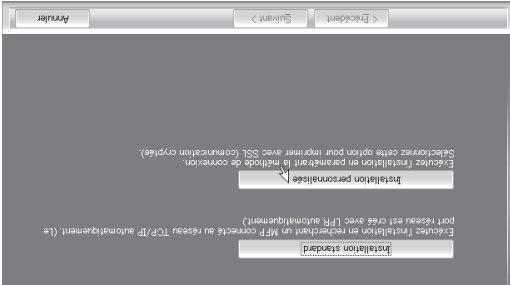 Installation standard
Exécutez l'installation en recherchant un MFP connecté au réseau TCP/IP automatiquement. (Le
port réseau est créé avec LPR automatiquement.)
Installation personnalisée
Exécutez l'installation en paramétrant la méthode de connexion.
Sélectionnez cette option pour imprimer avec SSL (comunication cryptée).
< Précédent
Suivant >
Annuler